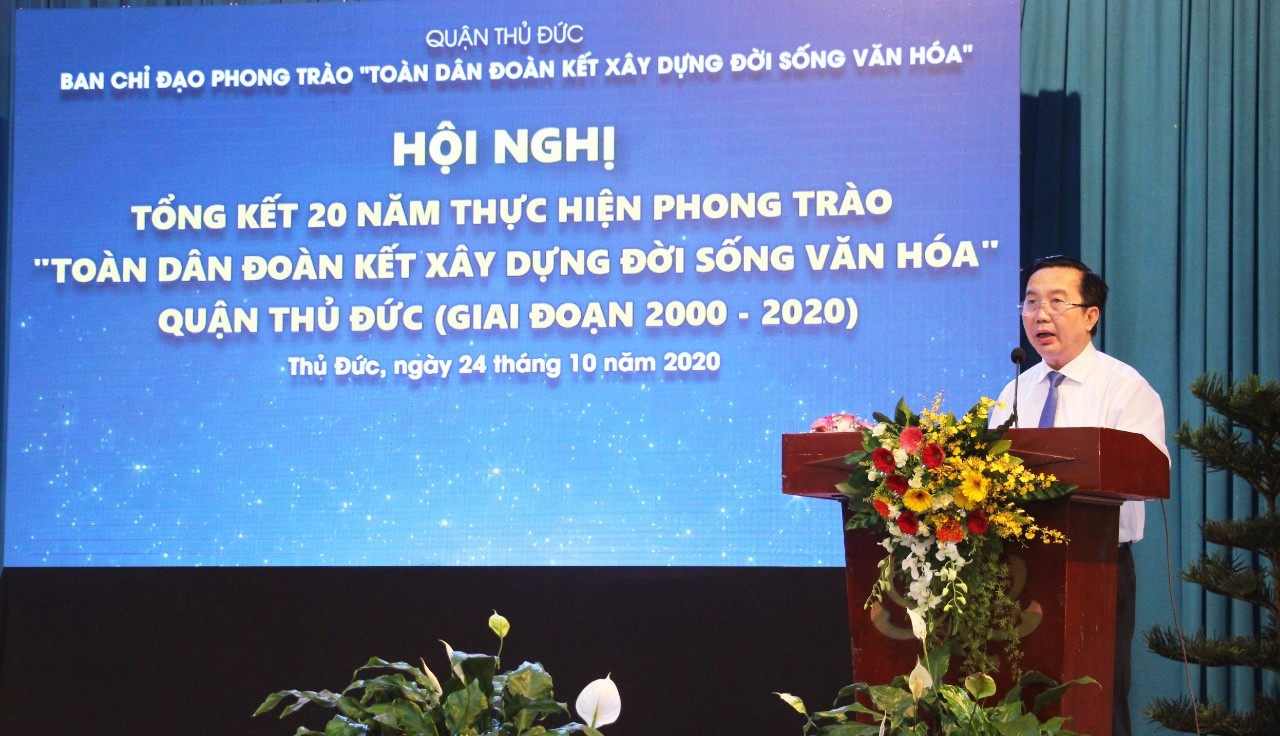 QUẬN THỦ ĐỨC
BAN CHỈ ĐẠO PHONG TRÀO "TOÀN DÂN ĐOÀN KẾT XÂY DỰNG ĐỜI SỐNG VĂN HÓA"
HỘI NGHỊ
TỔNG KẾT 20 NĂM THỰC HIỆN PHONG TRÀO
"TOÀN DÂN ĐOÀN KẾT XÂY DỰNG ĐỜI SỐNG VĂN HÓA"
QUẬN THỦ ĐỨC (GIAI ĐOẠN 2000 - 2020)
Thủ Đức, ngày 24 tháng 10 năm 2020